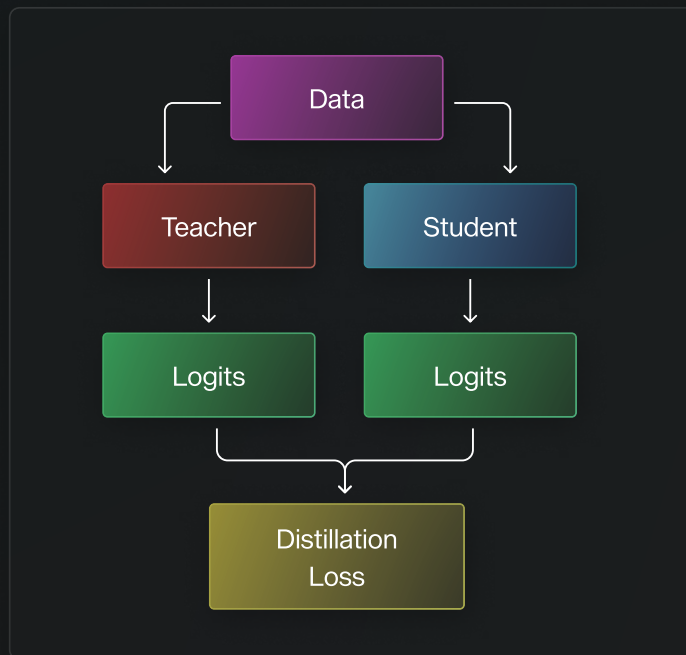 Data
Teacher
Student
Logits
Logits
Distillation
Loss